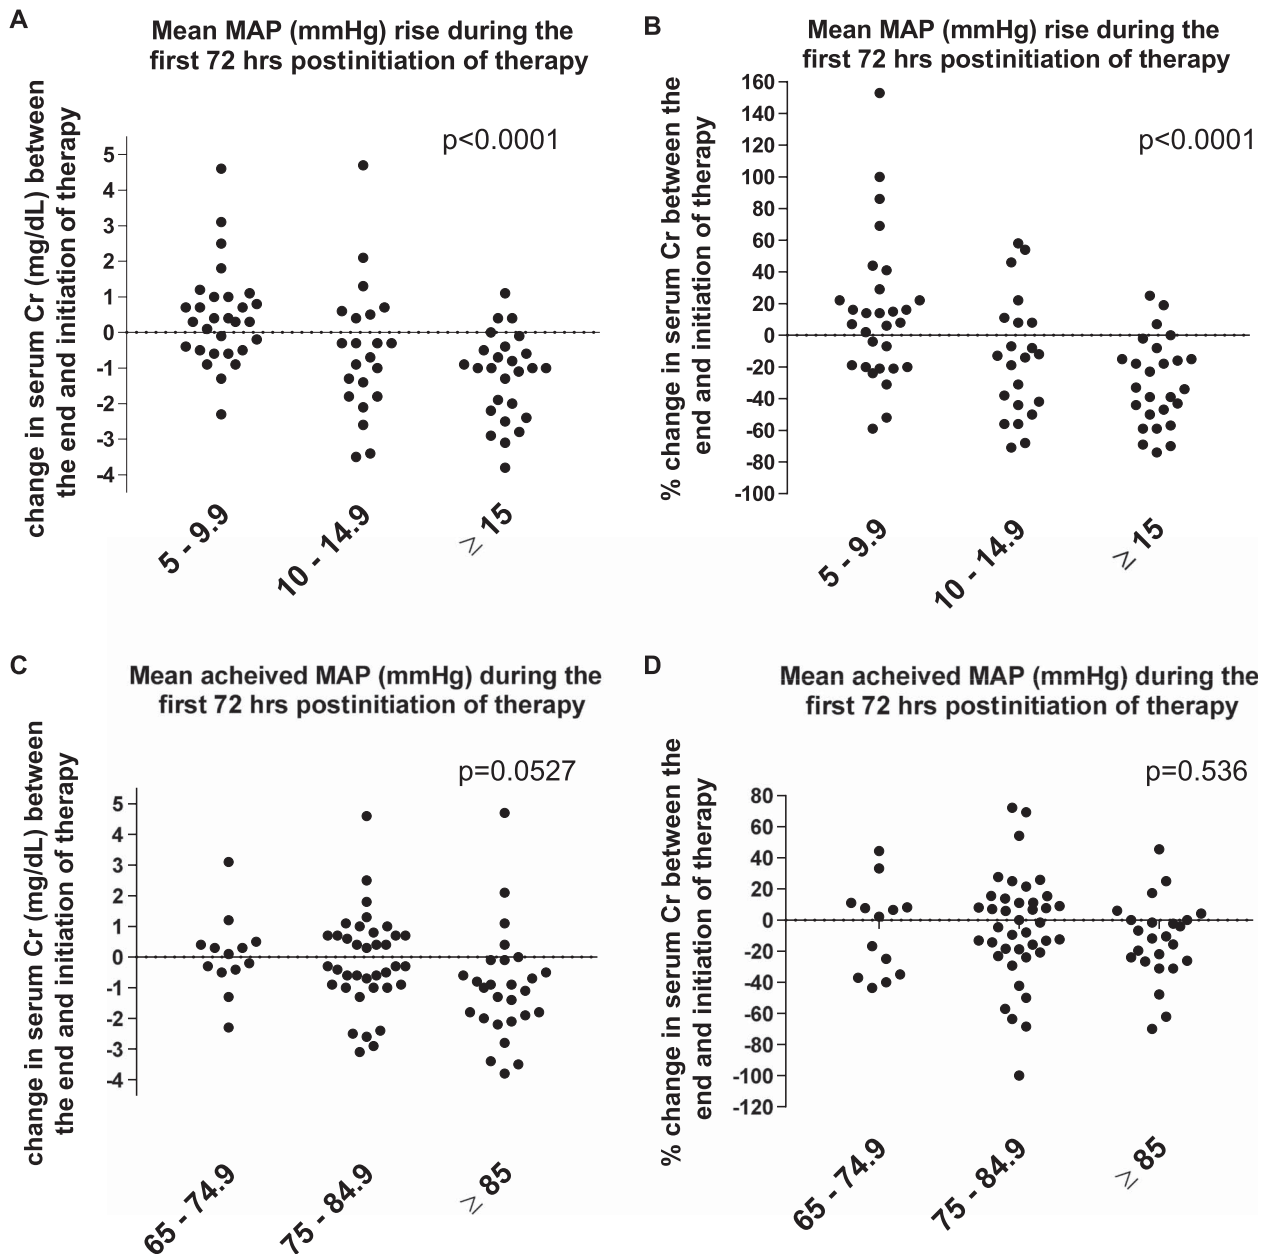 A
Mean MAP (mmHg) rise during the
first 72 hrs postinitiation of therapy
p<0.0001
change in serum Cr (mg/dL) between
the end and initiation of therapy
5
4
3
2
1
0
-1
-2
-3
-4
5 - 9.9
10 - 14.9
≥ 15
B
Mean MAP (mmHg) rise during the
first 72 hrs postinitiation of therapy
p<0.0001
% change in serum Cr between the
end and initiation of therapy
160
140
120
100
80
60
40
20
0
-20
-40
-60
-80
-100
5 - 9.9
10 - 14.9
≥ 15
C
Mean acheived MAP (mmHg) during the
first 72 hrs postinitiation of therapy
p=0.0527
change in serum Cr (mg/dL) between
the end and initiation of therapy
5
4
3
2
1
0
-1
-2
-3
-4
65 - 74.9
75 - 84.9
≥ 85
D
Mean acheived MAP (mmHg) during the
first 72 hrs postinitiation of therapy
p=0.536
% change in serum Cr between the
end and initiation of therapy
80
60
40
20
0
-20
-40
-60
-80
-100
-120
65 - 74.9
75 - 84.9
≥ 85